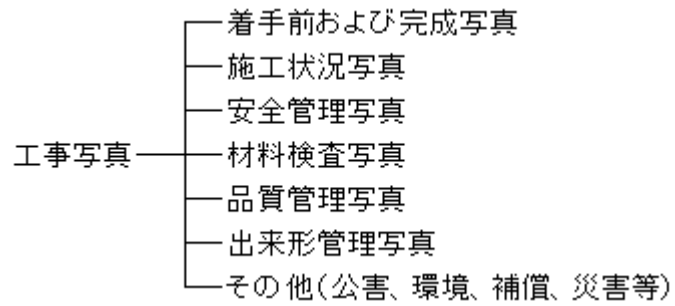 工事写真
着手前および完成写真
施工状況写真
安全管理写真
材料検査写真
品質管理写真
出来形管理写真
その他(公害、環境、補償、災害等)